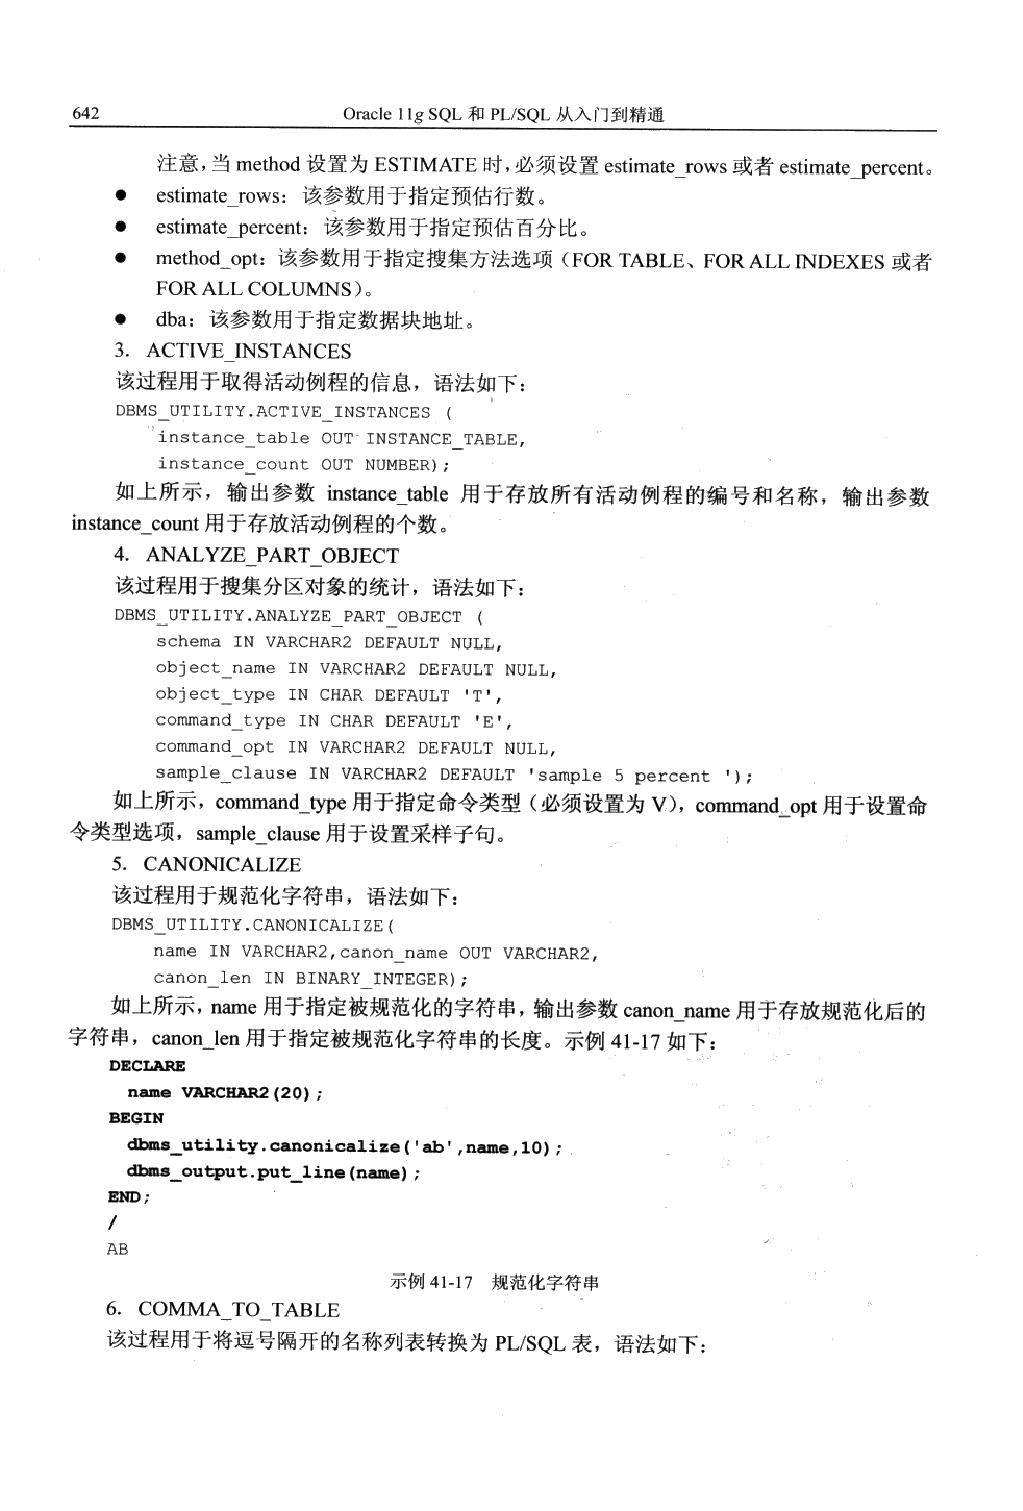 642
Oracle 11g SQL 和 PL/SQL 从入门到精通
注意，当 method 设置为 ESTIMATE 时，必须设置 estimate_rows 或者 estimate_percent。
● estimate_rows：该参数用于指定预估行数。
● estimate_percent：该参数用于指定预估百分比。
● method_opt：该参数用于指定搜集方法选项（FOR TABLE、FOR ALL INDEXES 或者
FOR ALL COLUMNS）。
● dba：该参数用于指定数据块地址。
3. ACTIVE_INSTANCES
该过程用于取得活动例程的信息，语法如下：
DBMS_UTILITY.ACTIVE_INSTANCES (
instance_table OUT INSTANCE_TABLE,
instance_count OUT NUMBER);
如上所示，输出参数 instance_table 用于存放所有活动例程的编号和名称，输出参数
instance_count 用于存放活动例程的个数。
4. ANALYZE_PART_OBJECT
该过程用于搜集分区对象的统计，语法如下：
DBMS_UTILITY.ANALYZE_PART_OBJECT (
schema IN VARCHAR2 DEFAULT NULL,
object_name IN VARCHAR2 DEFAULT NULL,
object_type IN CHAR DEFAULT 'T',
command_type IN CHAR DEFAULT 'E',
command_opt IN VARCHAR2 DEFAULT NULL,
sample_clause IN VARCHAR2 DEFAULT 'sample 5 percent ');
如上所示，command_type 用于指定命令类型（必须设置为 V），command_opt 用于设置命
令类型选项，sample_clause 用于设置采样子句。
5. CANONICALIZE
该过程用于规范化字符串，语法如下：
DBMS_UTILITY.CANONICALIZE(
name IN VARCHAR2,canon_name OUT VARCHAR2,
canon_len IN BINARY_INTEGER);
如上所示，name 用于指定被规范化的字符串，输出参数 canon_name 用于存放规范化后的
字符串，canon_len 用于指定被规范化字符串的长度。示例 41-17 如下：
DECLARE
name VARCHAR2(20);
BEGIN
dbms_utility.canonicalize('ab',name,10);
dbms_output.put_line(name);
END;
/
AB
示例 41-17 规范化字符串
6. COMMA_TO_TABLE
该过程用于将逗号隔开的名称列表转换为 PL/SQL 表，语法如下：